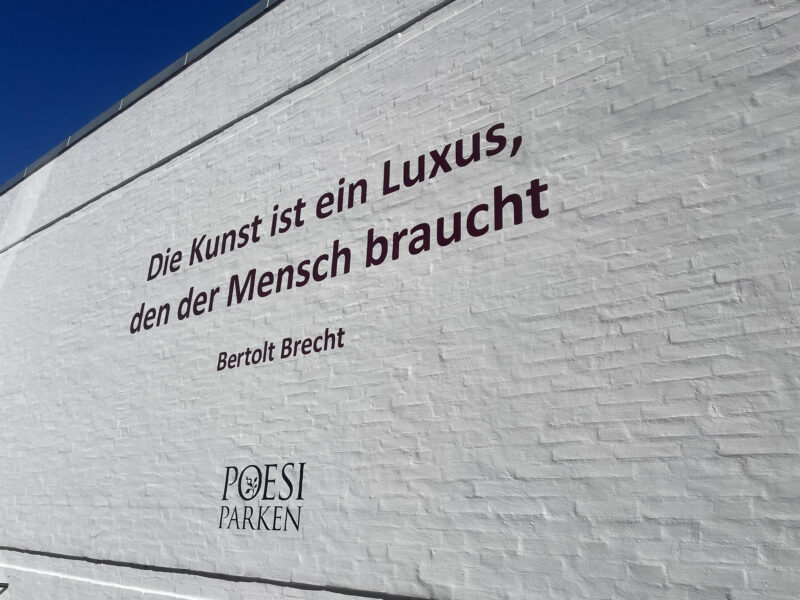 Die Kunst ist ein Luxus,
den der Mensch braucht
Bertolt Brecht
POESI
PARKEN